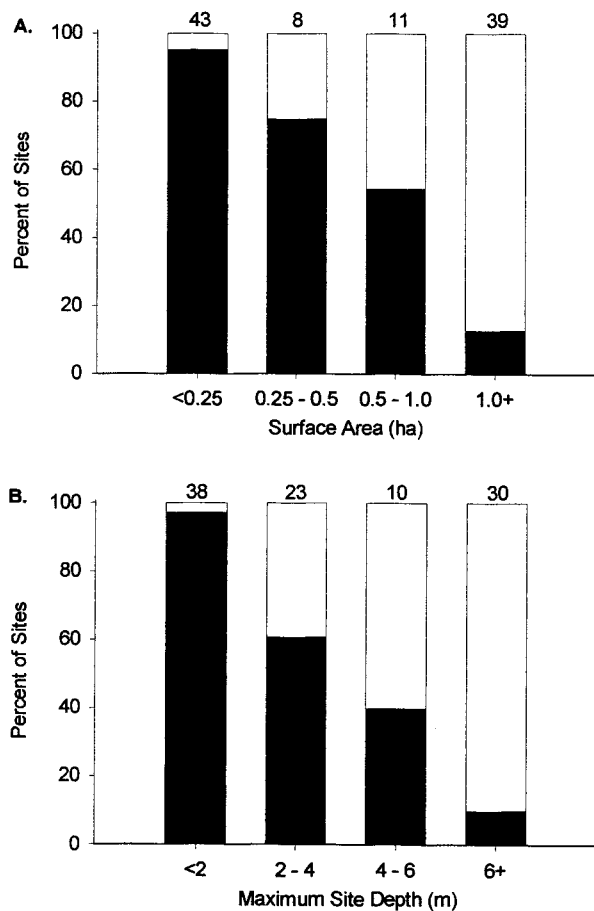 A.
43 8 11 39
100
80
60
40
20
0
Percent of Sites
<0.25 0.25 - 0.5 0.5 - 1.0 1.0+
Surface Area (ha)
B.
38 23 10 30
100
80
60
40
20
0
Percent of Sites
<2 2 - 4 4 - 6 6+
Maximum Site Depth (m)